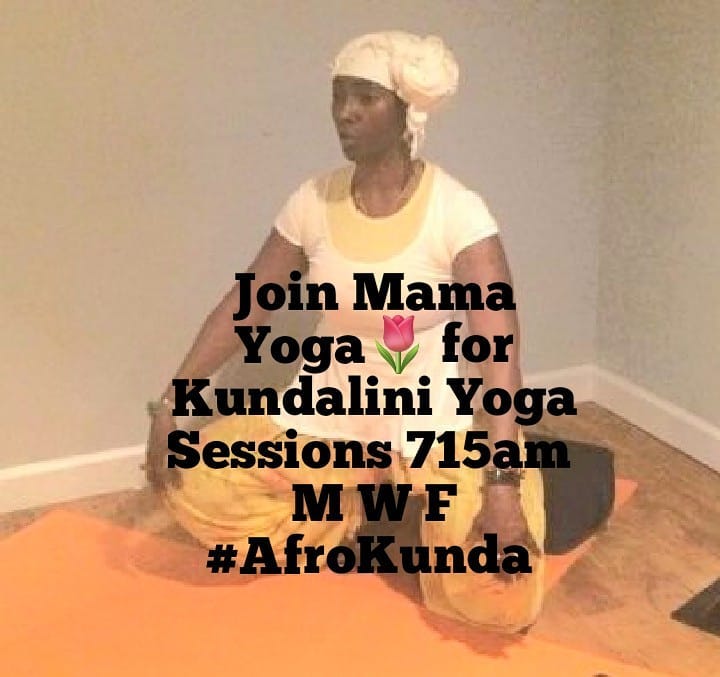 Join Mama
Yoga🌷 for
Kundalini Yoga
Sessions 715am
M W F
#AfroKunda